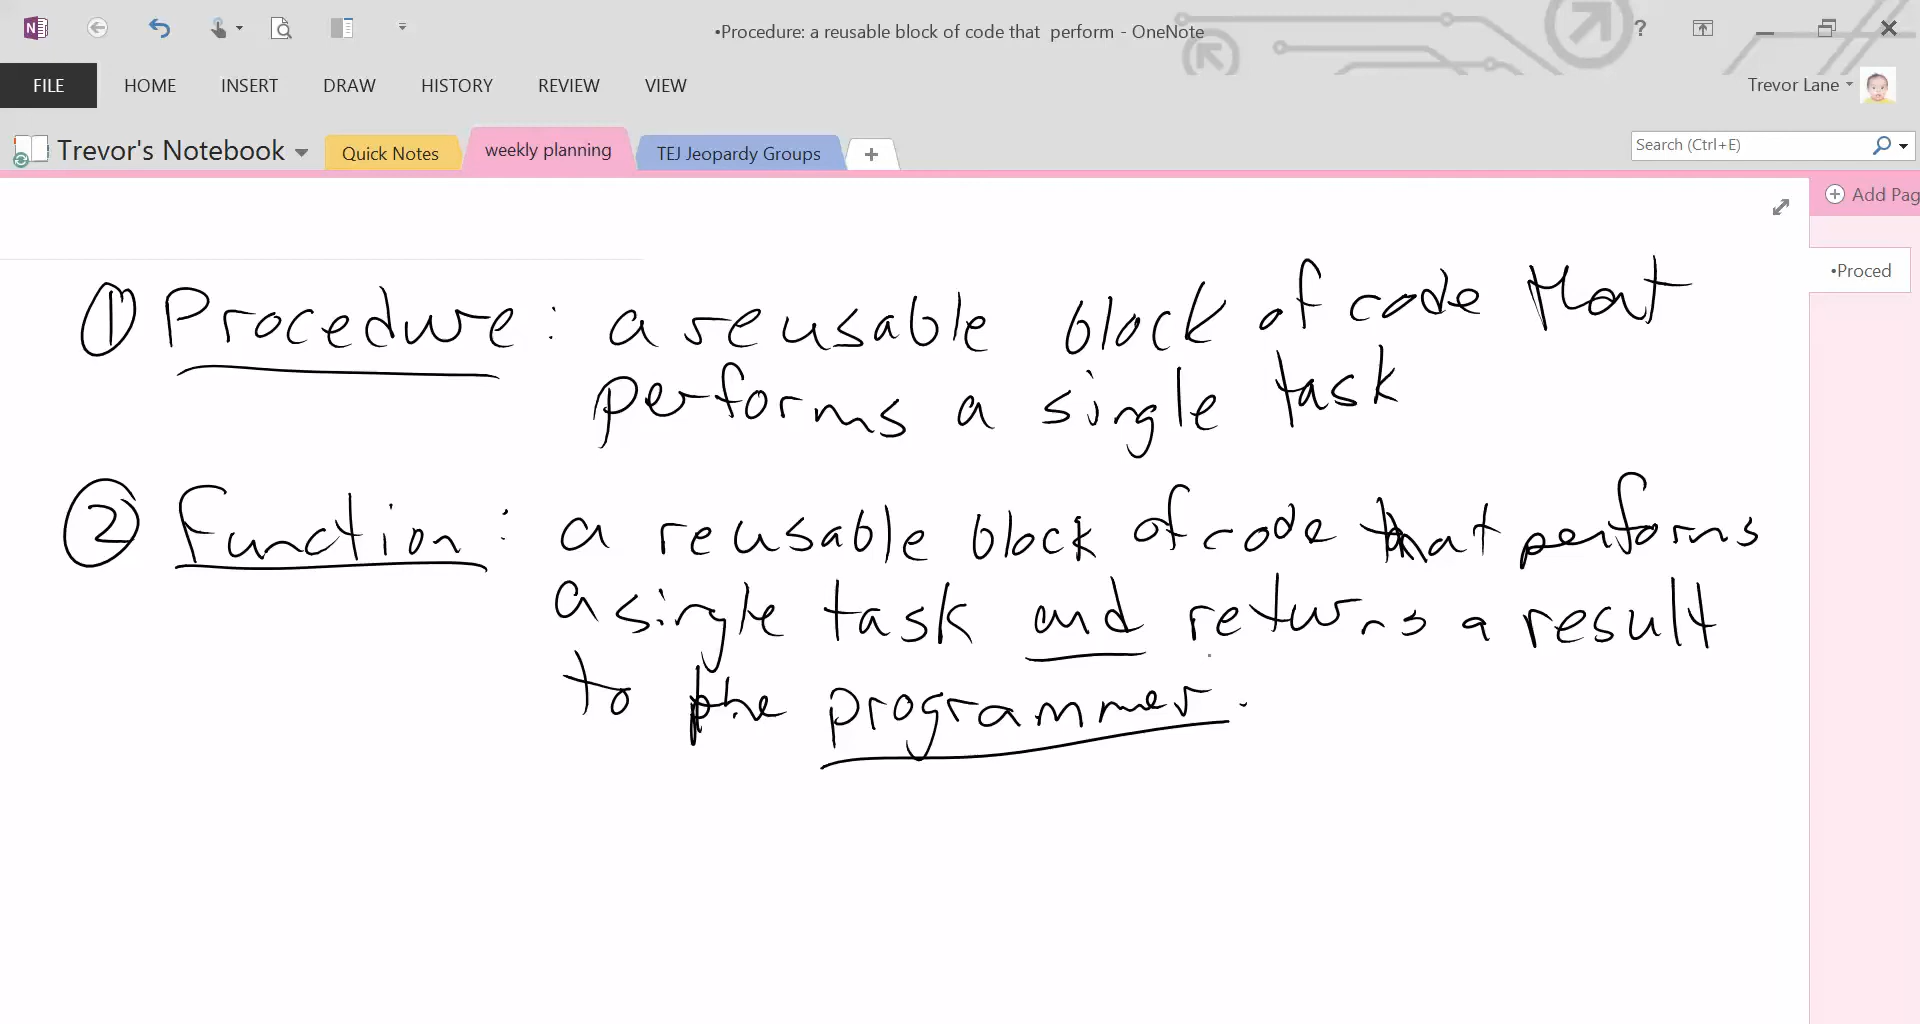 •Procedure: a reusable block of code that perform - OneNote
?
FILE HOME INSERT DRAW HISTORY REVIEW VIEW
Trevor Lane
Trevor's Notebook Quick Notes weekly planning TEJ Jeopardy Groups +
Search (Ctrl+E)
Add Pag
•Proced
① Procedure: a reusable block of code that
performs a single task
② Function: a reusable block of code that performs
a single task and returns a result
to the programmer.